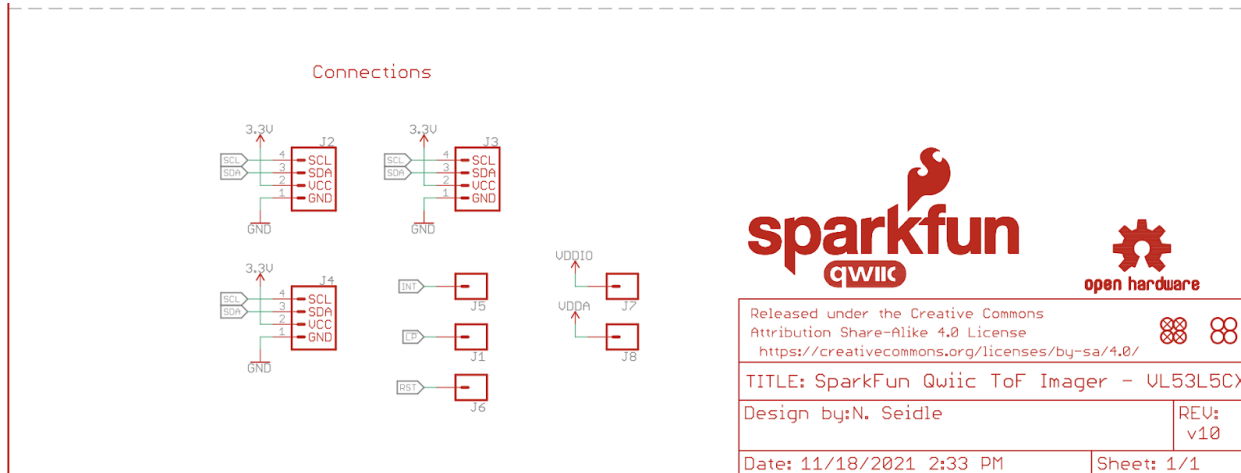 Connections
3.3V
J2
SCL 4 SCL
SDA 3 SDA
2 VCC
1 GND
GND
3.3V
J3
SCL 4 SCL
SDA 3 SDA
2 VCC
1 GND
GND
3.3V
J4
SCL 4 SCL
SDA 3 SDA
2 VCC
1 GND
GND
INT
J5
CP
J1
RST
J6
VDDIO
J7
VDDA
J8
sparkfun
qwiic
open hardware
Released under the Creative Commons
Attribution Share-Alike 4.0 License
https://creativecommons.org/licenses/by-sa/4.0/
TITLE: SparkFun Qwiic ToF Imager - VL53L5CX
Design by:N. Seidle
REV:
v10
Date: 11/18/2021 2:33 PM
Sheet: 1/1